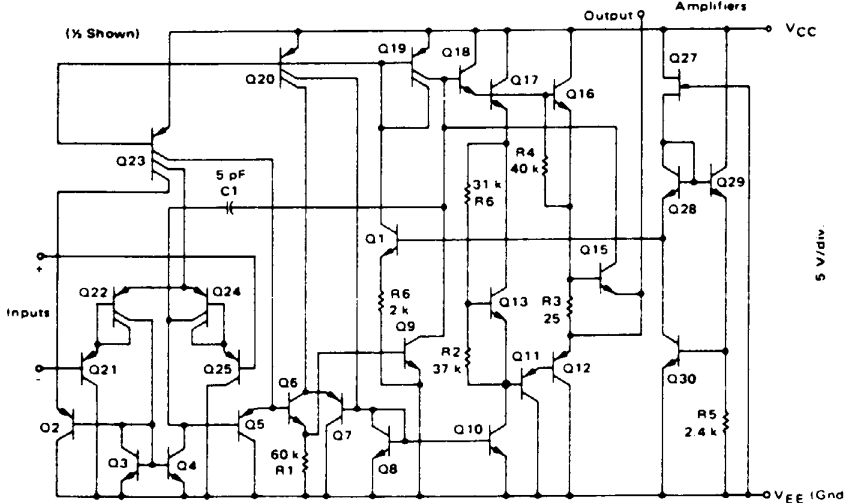 Amplifiers
Output
(½ Shown)
VCC
Q19
Q18
Q27
Q20
Q17
Q16
Q23
R4
40 k
5 pF
C1
31 k
R6
Q29
Q28
Q1
Q15
5 V/div.
+
Q22
Q24
R6
2 k
Q13
R3
25
Inputs
Q9
-
Q21
Q25
R2
37 k
Q11
Q12
Q30
Q6
Q2
Q5
Q7
Q10
R5
2.4 k
Q3
Q4
60 k
R1
Q8
VEE (Gnd